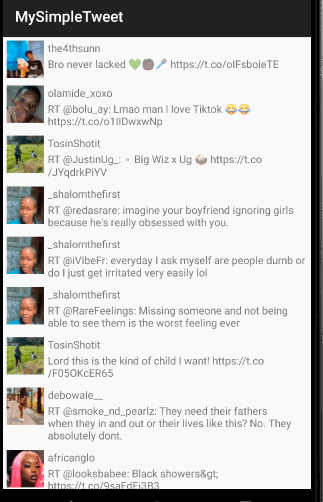 MySimpleTweet
the4thsunn
Bro never lacked 💚🪨🎤 https://t.co/oIFsboieTE
olamide_xoxo
RT @bolu_ay: Lmao man I love Tiktok 😂😂
https://t.co/o1IlDwxwNp
TosinShotit
RT @JustinUg_: ▫️ Big Wiz x Ug 🦇 https://t.co
/JYqdrkPiYV
_shalomthefirst
RT @redasrare: imagine your boyfriend ignoring girls
because he's really obsessed with you.
_shalomthefirst
RT @iVibeFr: everyday I ask myself are people dumb or
do I just get irritated very easily lol
_shalomthefirst
RT @RareFeelings: Missing someone and not being
able to see them is the worst feeling ever
TosinShotit
Lord this is the kind of child I want! https://t.co
/F05OKcER65
debowale__
RT @smoke_nd_pearlz: They need their fathers
when they in and out or their lives like this? No. They
absolutely dont.
africanglo
RT @looksbabee: Black showers&gt;
https://t.co/9saFdFi3B3